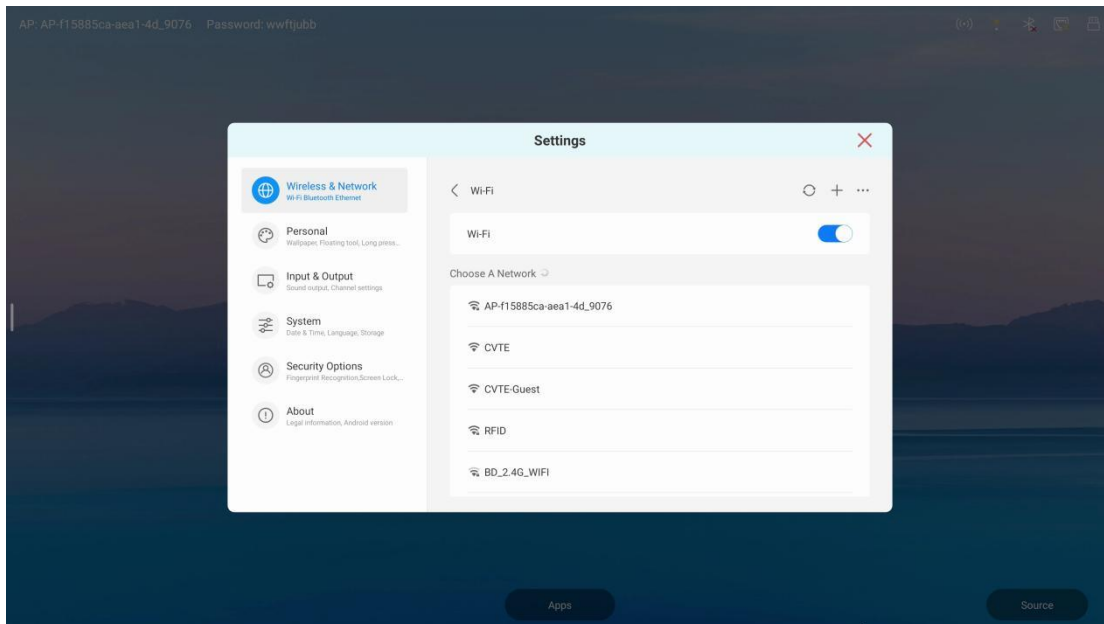 AP: AP-f15885ca-aea1-4d_9076 Password: wwftjubb
Settings
Wireless & Network
Wi-Fi Bluetooth Ethernet
Personal
Wallpaper, Floating tool, Long press...
Input & Output
Sound output, Channel settings
System
Date & Time, Language, Storage
Security Options
Fingerprint Recognition,Screen Lock,...
About
Legal information, Android version
Wi-Fi
Wi-Fi
Choose A Network
AP-f15885ca-aea1-4d_9076
CVTE
CVTE-Guest
RFID
BD_2.4G_WIFI
Apps
Source